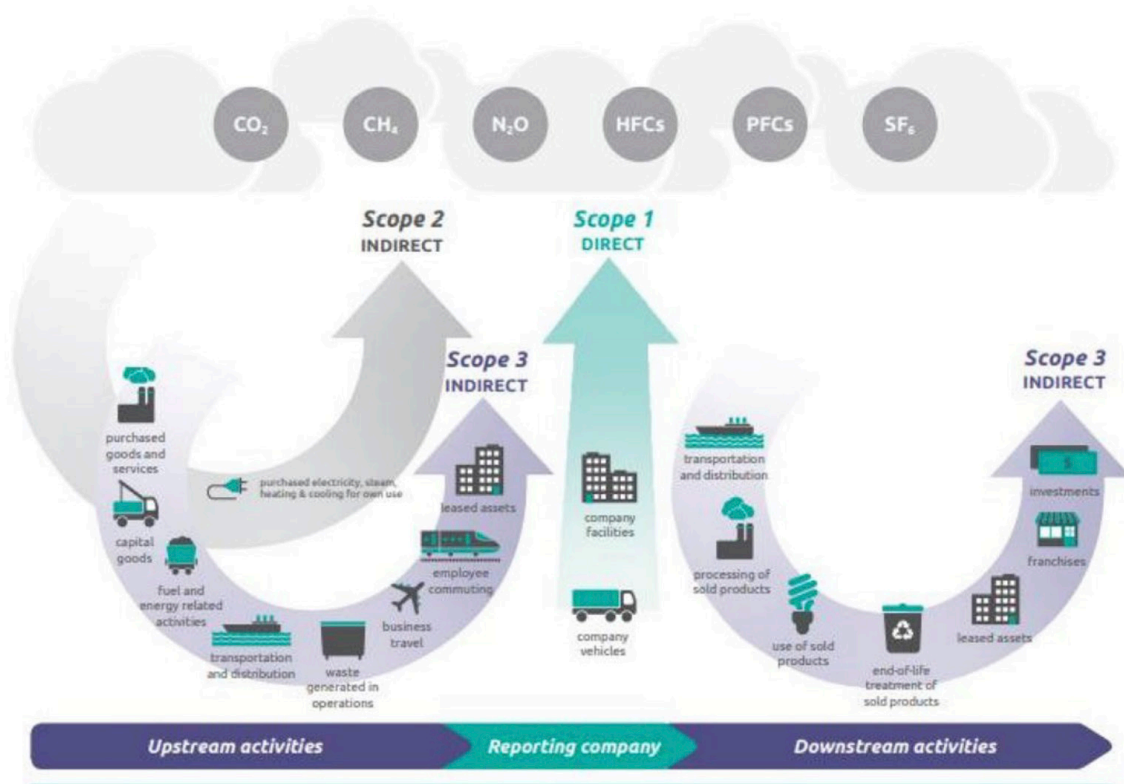 CO₂
CH₄
N₂O
HFCs
PFCs
SF₆
Scope 2
INDIRECT
Scope 1
DIRECT
Scope 3
INDIRECT
Scope 3
INDIRECT
purchased
goods and
services
capital
goods
fuel and
energy related
activities
purchased electricity, steam,
heating & cooling for own use
transportation
and distribution
waste
generated in
operations
business
travel
employee
commuting
leased assets
company
facilities
company
vehicles
transportation
and distribution
processing of
sold products
use of sold
products
end-of-life
treatment of
sold products
leased assets
franchises
$
investments
Upstream activities
Reporting company
Downstream activities